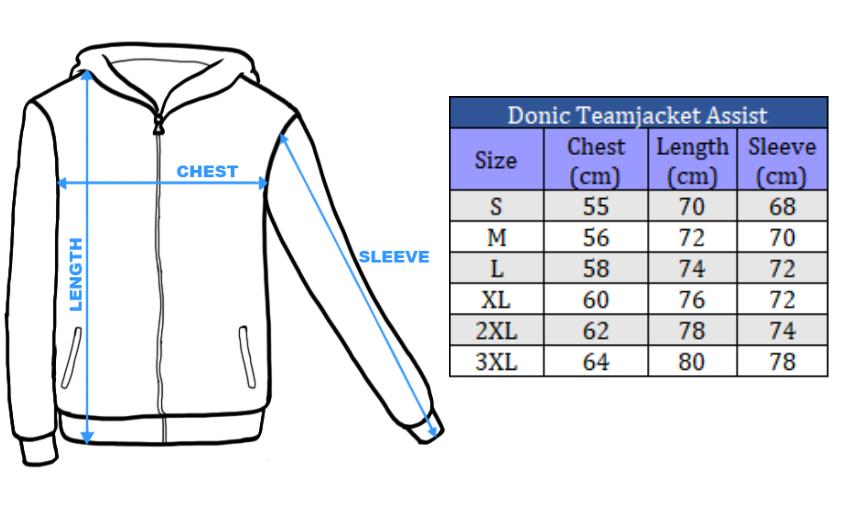 CHEST
SLEEVE
LENGTH
Donic Teamjacket Assist
Size Chest (cm) Length (cm) Sleeve (cm)
S 55 70 68
M 56 72 70
L 58 74 72
XL 60 76 72
2XL 62 78 74
3XL 64 80 78